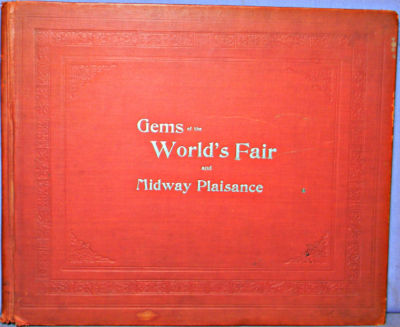 Gems of the
World's Fair
and
Midway Plaisance